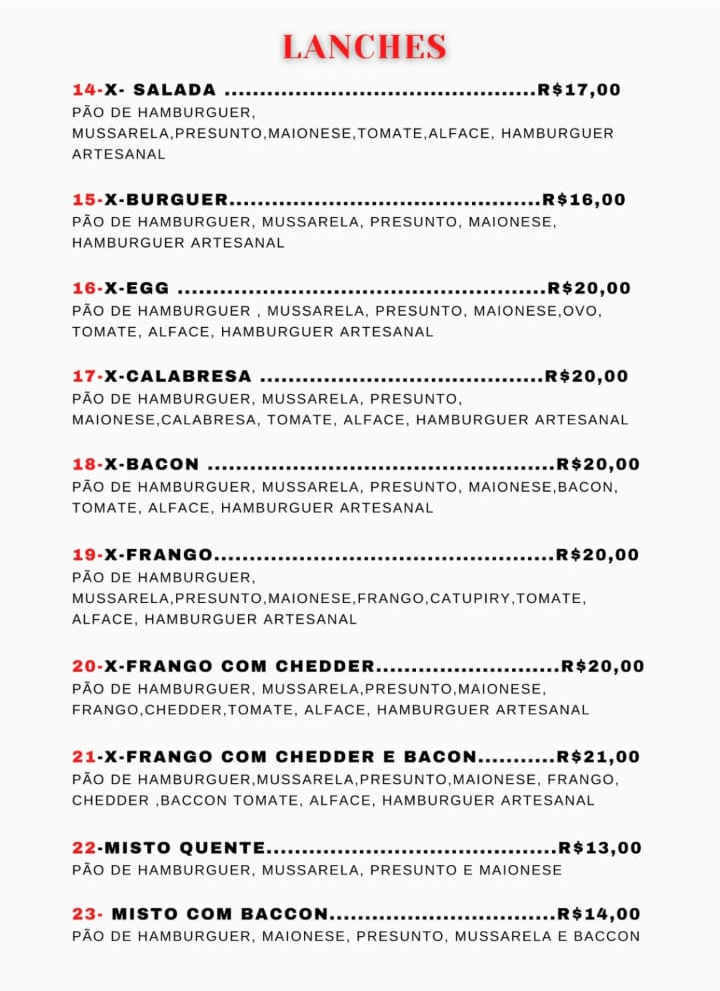 LANCHES
14-X- SALADA ............................................R$17,00
PÃO DE HAMBURGUER,
MUSSARELA,PRESUNTO,MAIONESE,TOMATE,ALFACE, HAMBURGUER
ARTESANAL
15-X-BURGUER............................................R$16,00
PÃO DE HAMBURGUER, MUSSARELA, PRESUNTO, MAIONESE,
HAMBURGUER ARTESANAL
16-X-EGG ....................................................R$20,00
PÃO DE HAMBURGUER , MUSSARELA, PRESUNTO, MAIONESE,OVO,
TOMATE, ALFACE, HAMBURGUER ARTESANAL
17-X-CALABRESA ........................................R$20,00
PÃO DE HAMBURGUER, MUSSARELA, PRESUNTO,
MAIONESE,CALABRESA, TOMATE, ALFACE, HAMBURGUER ARTESANAL
18-X-BACON .................................................R$20,00
PÃO DE HAMBURGUER, MUSSARELA, PRESUNTO, MAIONESE,BACON,
TOMATE, ALFACE, HAMBURGUER ARTESANAL
19-X-FRANGO................................................R$20,00
PÃO DE HAMBURGUER,
MUSSARELA,PRESUNTO,MAIONESE,FRANGO,CATUPIRY,TOMATE,
ALFACE, HAMBURGUER ARTESANAL
20-X-FRANGO COM CHEDDER..........................R$20,00
PÃO DE HAMBURGUER, MUSSARELA,PRESUNTO,MAIONESE,
FRANGO,CHEDDER,TOMATE, ALFACE, HAMBURGUER ARTESANAL
21-X-FRANGO COM CHEDDER E BACON...........R$21,00
PÃO DE HAMBURGUER,MUSSARELA,PRESUNTO,MAIONESE, FRANGO,
CHEDDER ,BACCON TOMATE, ALFACE, HAMBURGUER ARTESANAL
22-MISTO QUENTE.........................................R$13,00
PÃO DE HAMBURGUER, MUSSARELA, PRESUNTO E MAIONESE
23- MISTO COM BACCON................................R$14,00
PÃO DE HAMBURGUER, MAIONESE, PRESUNTO, MUSSARELA E BACCON